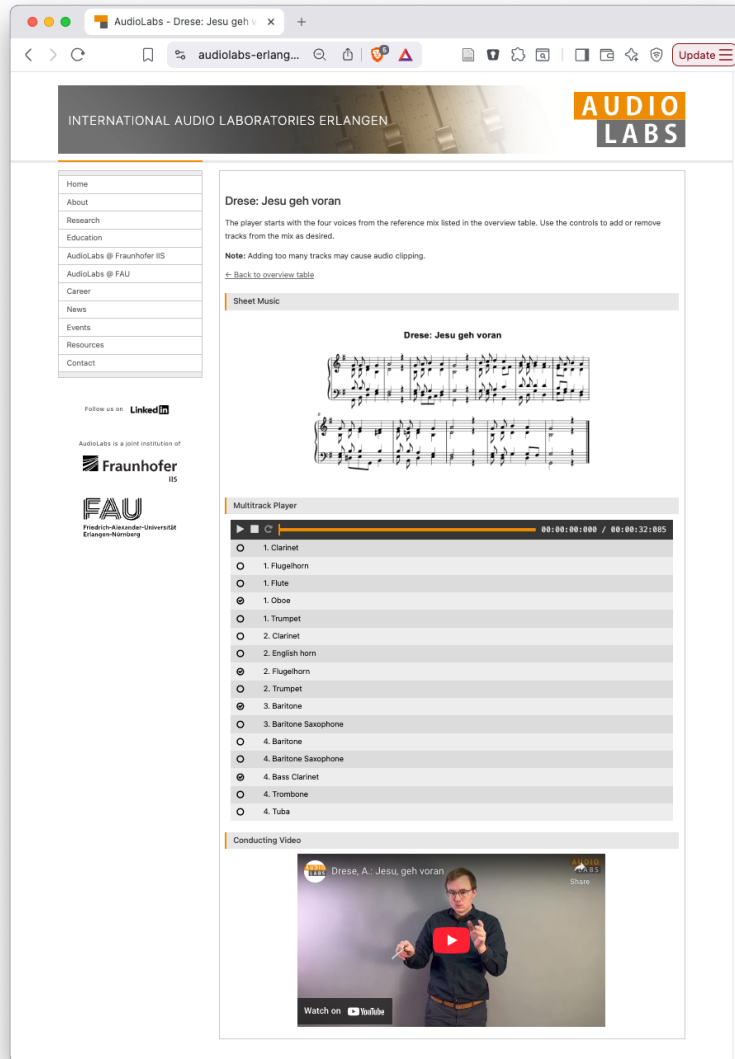 AudioLabs - Drese: Jesu geh v
audiolabs-erlang...
6
Update
INTERNATIONAL AUDIO LABORATORIES ERLANGEN
AUDIO
LABS
Home
About
Research
Education
AudioLabs @ Fraunhofer IIS
AudioLabs @ FAU
Career
News
Events
Resources
Contact
Follow us on LinkedIn
AudioLabs is a joint institution of
Fraunhofer
IIS
FAU
Friedrich-Alexander-Universität
Erlangen-Nürnberg
Drese: Jesu geh voran
The player starts with the four voices from the reference mix listed in the overview table. Use the controls to add or remove
tracks from the mix as desired.
Note: Adding too many tracks may cause audio clipping.
← Back to overview table
Sheet Music
Drese: Jesu geh voran
Multitrack Player
00:00:00:000 / 00:00:32:085
1. Clarinet
1. Flugelhorn
1. Flute
1. Oboe
1. Trumpet
2. Clarinet
2. English horn
2. Flugelhorn
2. Trumpet
3. Baritone
3. Baritone Saxophone
4. Baritone
4. Baritone Saxophone
4. Bass Clarinet
4. Trombone
4. Tuba
Conducting Video
AUDIO
LABS
Drese, A.: Jesu, geh voran
AUDIO
LABS
Share
Watch on YouTube